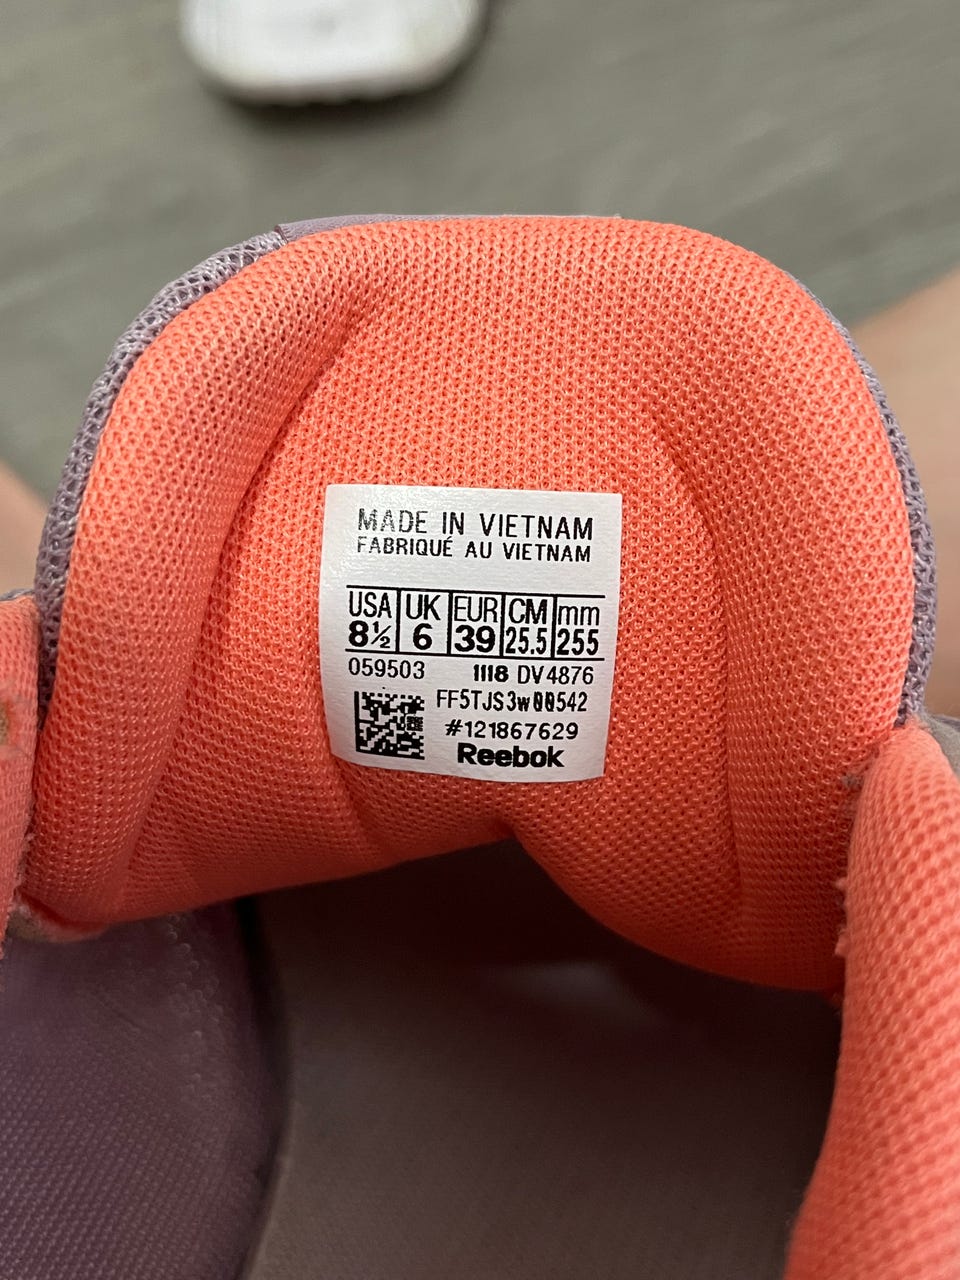 MADE IN VIETNAM
FABRIQUÉ AU VIETNAM
USA UK EUR CM mm
8½ 6 39 25.5 255
059503 1118 DV4876
FF5TJS3w00542
#121867629
Reebok